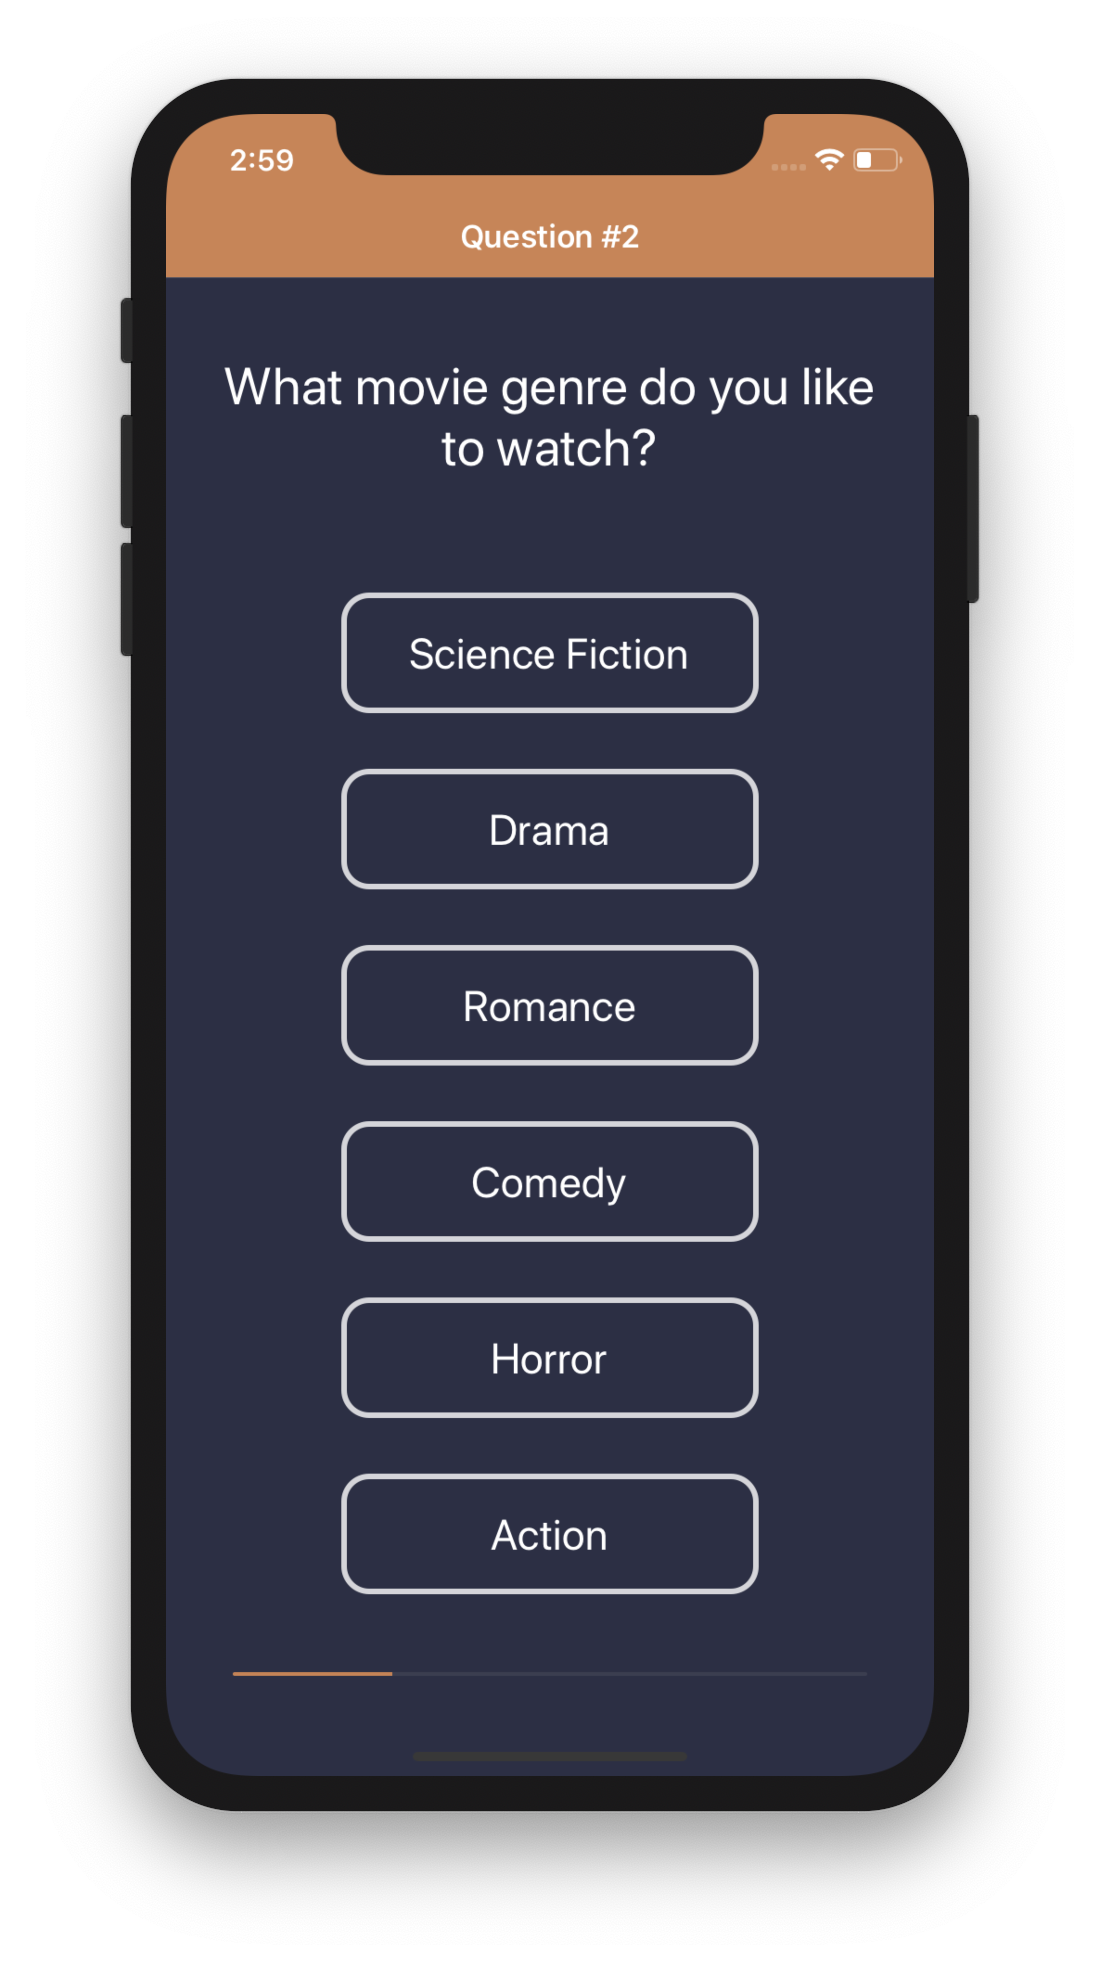 2:59
Question #2
What movie genre do you like
to watch?
Science Fiction
Drama
Romance
Comedy
Horror
Action